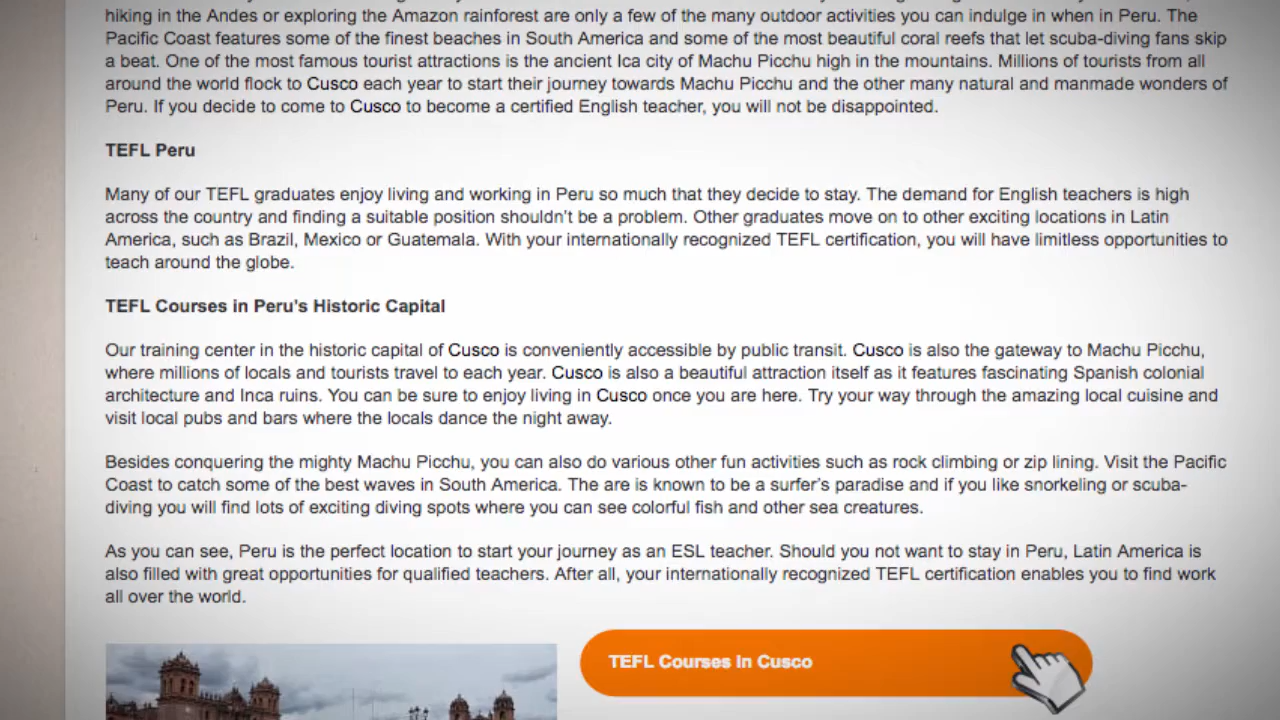 hiking in the Andes or exploring the Amazon rainforest are only a few of the many outdoor activities you can indulge in when in Peru. The
Pacific Coast features some of the finest beaches in South America and some of the most beautiful coral reefs that let scuba-diving fans skip
a beat. One of the most famous tourist attractions is the ancient Ica city of Machu Picchu high in the mountains. Millions of tourists from all
around the world flock to Cusco each year to start their journey towards Machu Picchu and the other many natural and manmade wonders of
Peru. If you decide to come to Cusco to become a certified English teacher, you will not be disappointed.
TEFL Peru
Many of our TEFL graduates enjoy living and working in Peru so much that they decide to stay. The demand for English teachers is high
across the country and finding a suitable position shouldn't be a problem. Other graduates move on to other exciting locations in Latin
America, such as Brazil, Mexico or Guatemala. With your internationally recognized TEFL certification, you will have limitless opportunities to
teach around the globe.
TEFL Courses in Peru's Historic Capital
Our training center in the historic capital of Cusco is conveniently accessible by public transit. Cusco is also the gateway to Machu Picchu,
where millions of locals and tourists travel to each year. Cusco is also a beautiful attraction itself as it features fascinating Spanish colonial
architecture and Inca ruins. You can be sure to enjoy living in Cusco once you are here. Try your way through the amazing local cuisine and
visit local pubs and bars where the locals dance the night away.
Besides conquering the mighty Machu Picchu, you can also do various other fun activities such as rock climbing or zip lining. Visit the Pacific
Coast to catch some of the best waves in South America. The are is known to be a surfer's paradise and if you like snorkeling or scuba-
diving you will find lots of exciting diving spots where you can see colorful fish and other sea creatures.
As you can see, Peru is the perfect location to start your journey as an ESL teacher. Should you not want to stay in Peru, Latin America is
also filled with great opportunities for qualified teachers. After all, your internationally recognized TEFL certification enables you to find work
all over the world.
TEFL Courses In Cusco